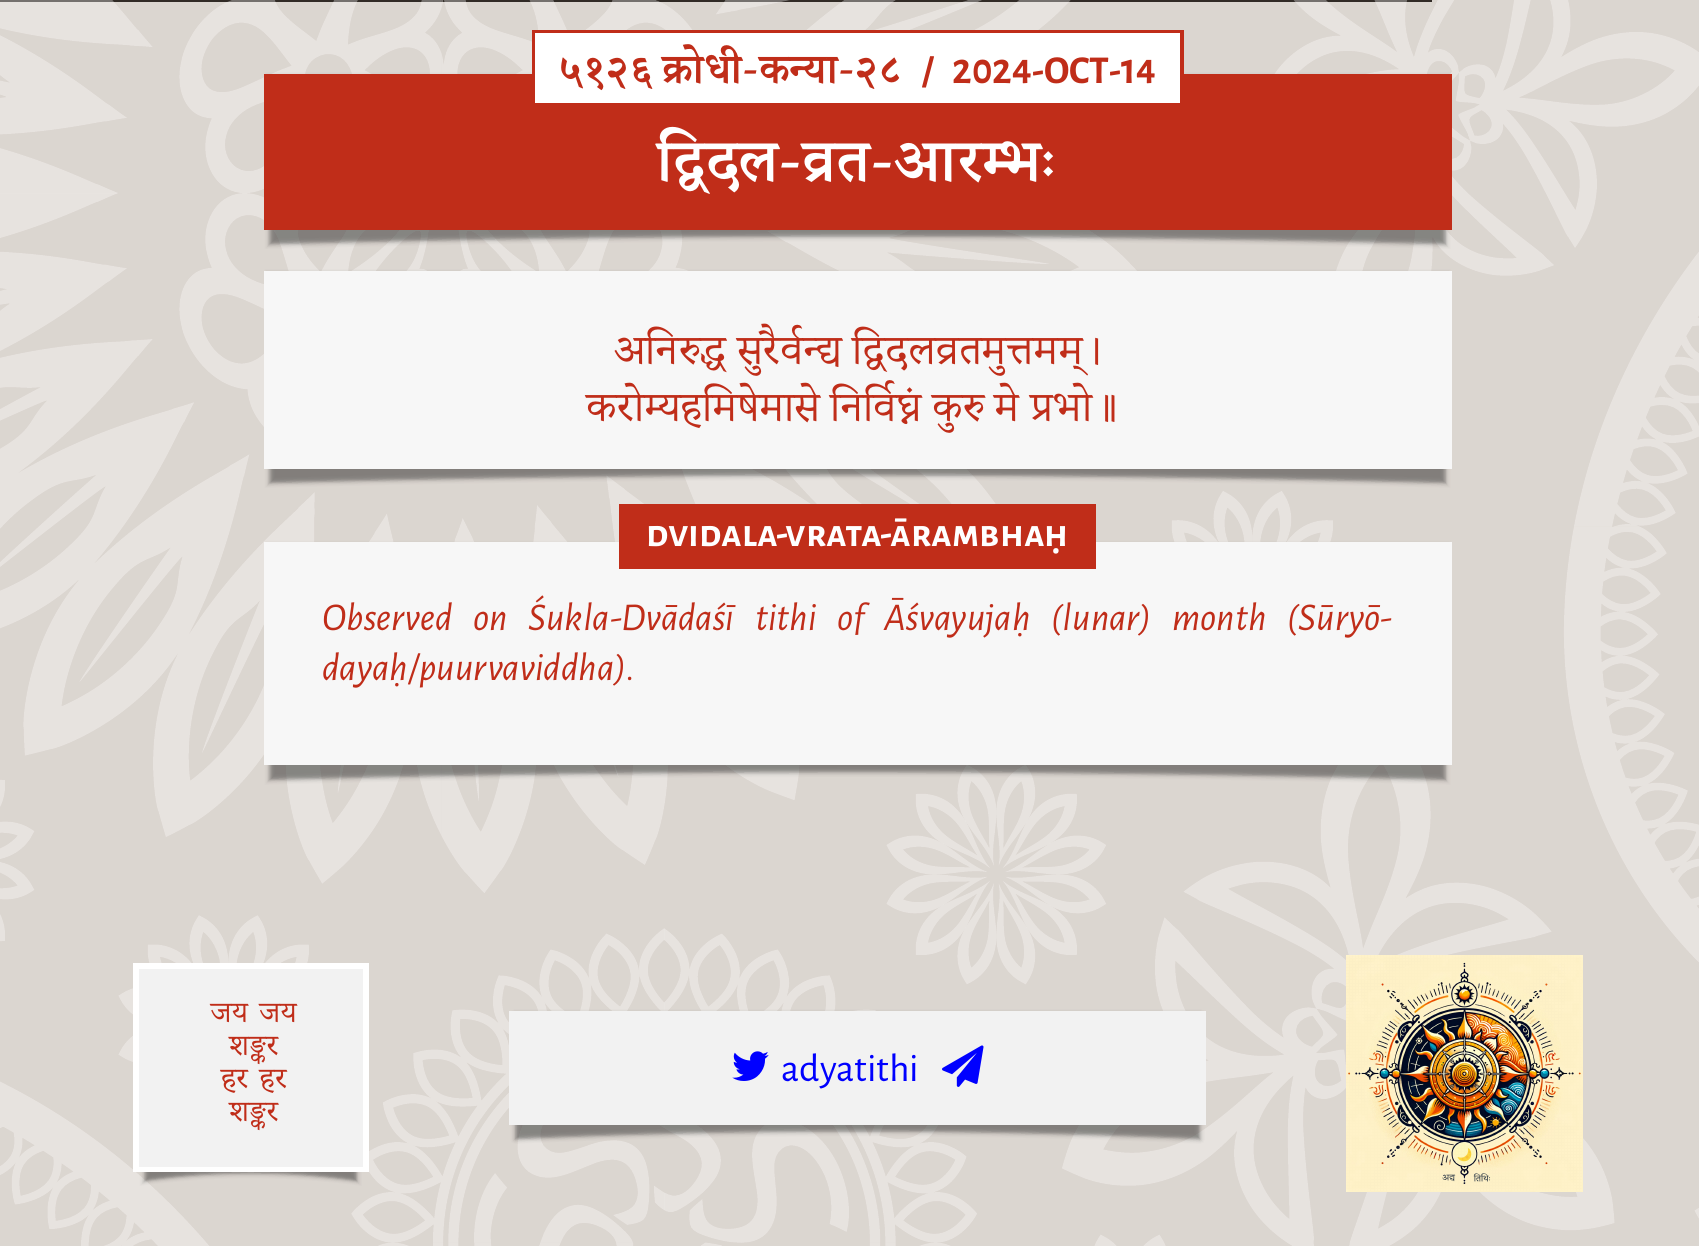 ५१२६ क्रोधी-कन्या-२८ / 2024-OCT-14
द्विदल-व्रत-आरम्भः
अनिरुद्ध सुरैर्वन्द्य द्विदलव्रतमुत्तमम्।
करोम्यहमिषेमासे निर्विघ्नं कुरु मे प्रभो॥
DVIDALA-VRATA-ĀRAMBHAḤ
Observed on Śukla-Dvādaśī tithi of Āśvayujaḥ (lunar) month (Sūryō-
dayaḥ/puurvaviddha).
जय जय
शङ्कर
हर हर
शङ्कर
adyatithi
अद्य तिथिः